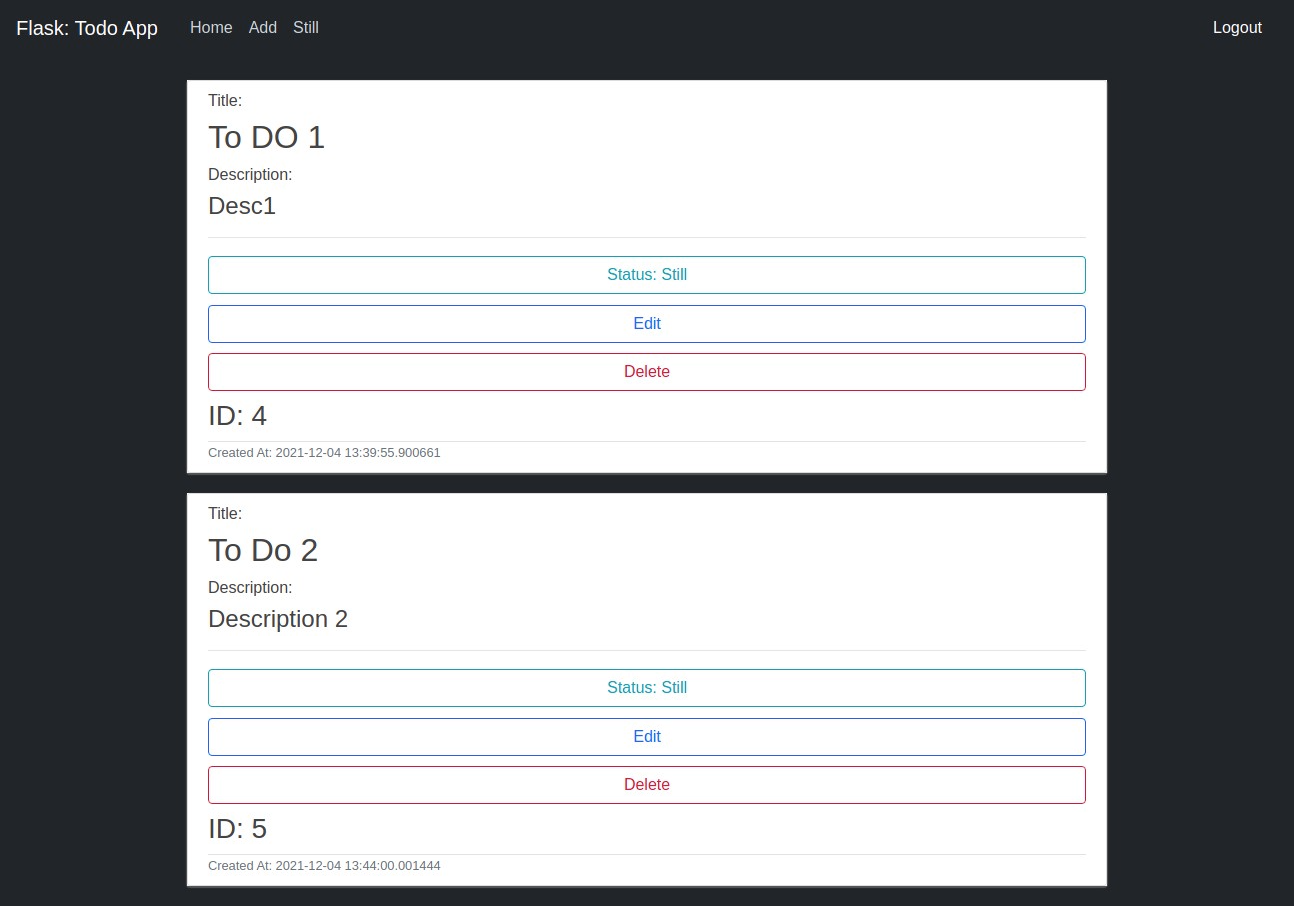 Flask: Todo App Home Add Still Logout
Title:
To DO 1
Description:
Desc1
Status: Still
Edit
Delete
ID: 4
Created At: 2021-12-04 13:39:55.900661
Title:
To Do 2
Description:
Description 2
Status: Still
Edit
Delete
ID: 5
Created At: 2021-12-04 13:44:00.001444